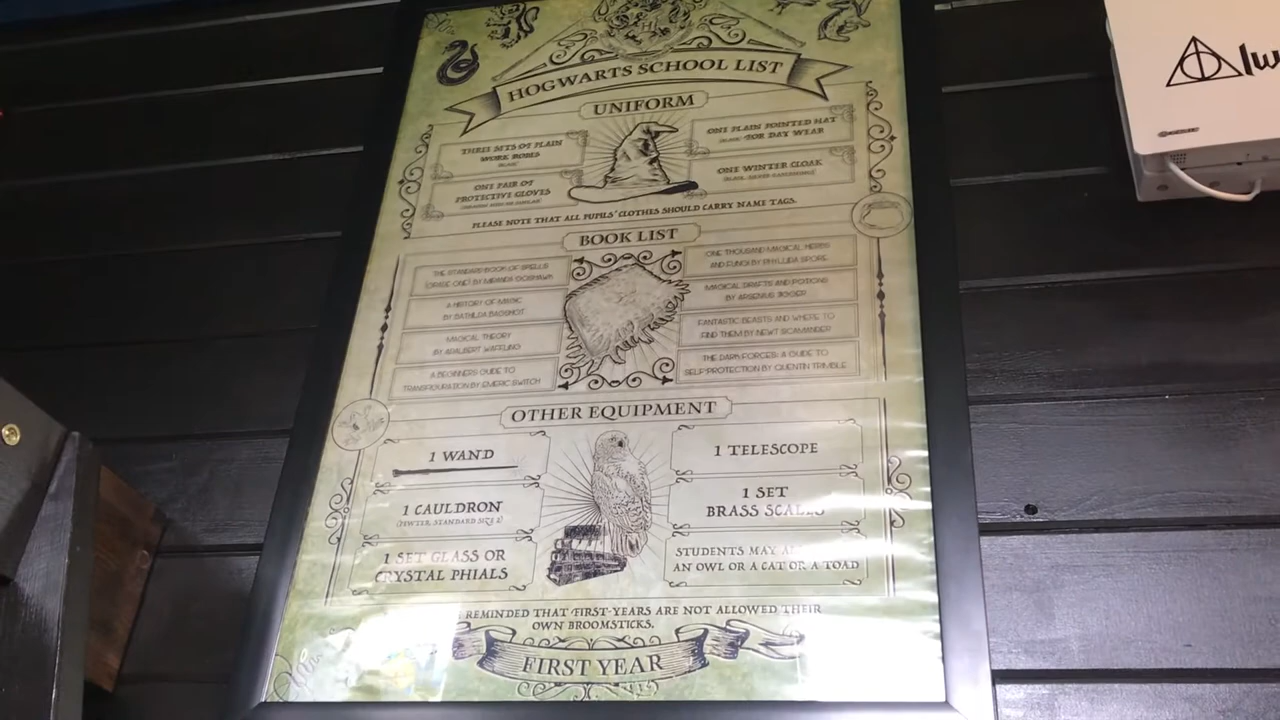 HOGWARTS SCHOOL LIST
UNIFORM
THREE SETS OF PLAIN
WORK ROBES
ONE PLAIN POINTED HAT
FOR DAY WEAR
ONE PAIR OF
PROTECTIVE GLOVES
ONE WINTER CLOAK
PLEASE NOTE THAT ALL PUPILS' CLOTHES SHOULD CARRY NAME TAGS.
BOOK LIST
THE STANDARD BOOK OF SPELLS
(GRADE ONE) BY MIRANDA GOSHAWK
A HISTORY OF MAGIC
BY BATHILDA BAGSHOT
MAGICAL THEORY
BY ADALBERT WAFFLING
A BEGINNERS GUIDE TO
TRANSFIGURATION BY EMERIC SWITCH
ONE THOUSAND MAGICAL HERBS
AND FUNGI BY PHYLLIDA SPORE
MAGICAL DRAFTS AND POTIONS
BY ARSENIUS JIGGER
FANTASTIC BEASTS AND WHERE TO
FIND THEM BY NEWT SCAMANDER
THE DARK FORCES: A GUIDE TO
SELF-PROTECTION BY QUENTIN TRIMBLE
OTHER EQUIPMENT
1 WAND
1 CAULDRON
(PEWTER, STANDARD SIZE 2)
1 SET GLASS OR
CRYSTAL PHIALS
1 TELESCOPE
1 SET
BRASS SCALES
STUDENTS MAY
AN OWL OR A CAT OR A TOAD
REMINDED THAT FIRST-YEARS ARE NOT ALLOWED THEIR
OWN BROOMSTICKS.
FIRST YEAR